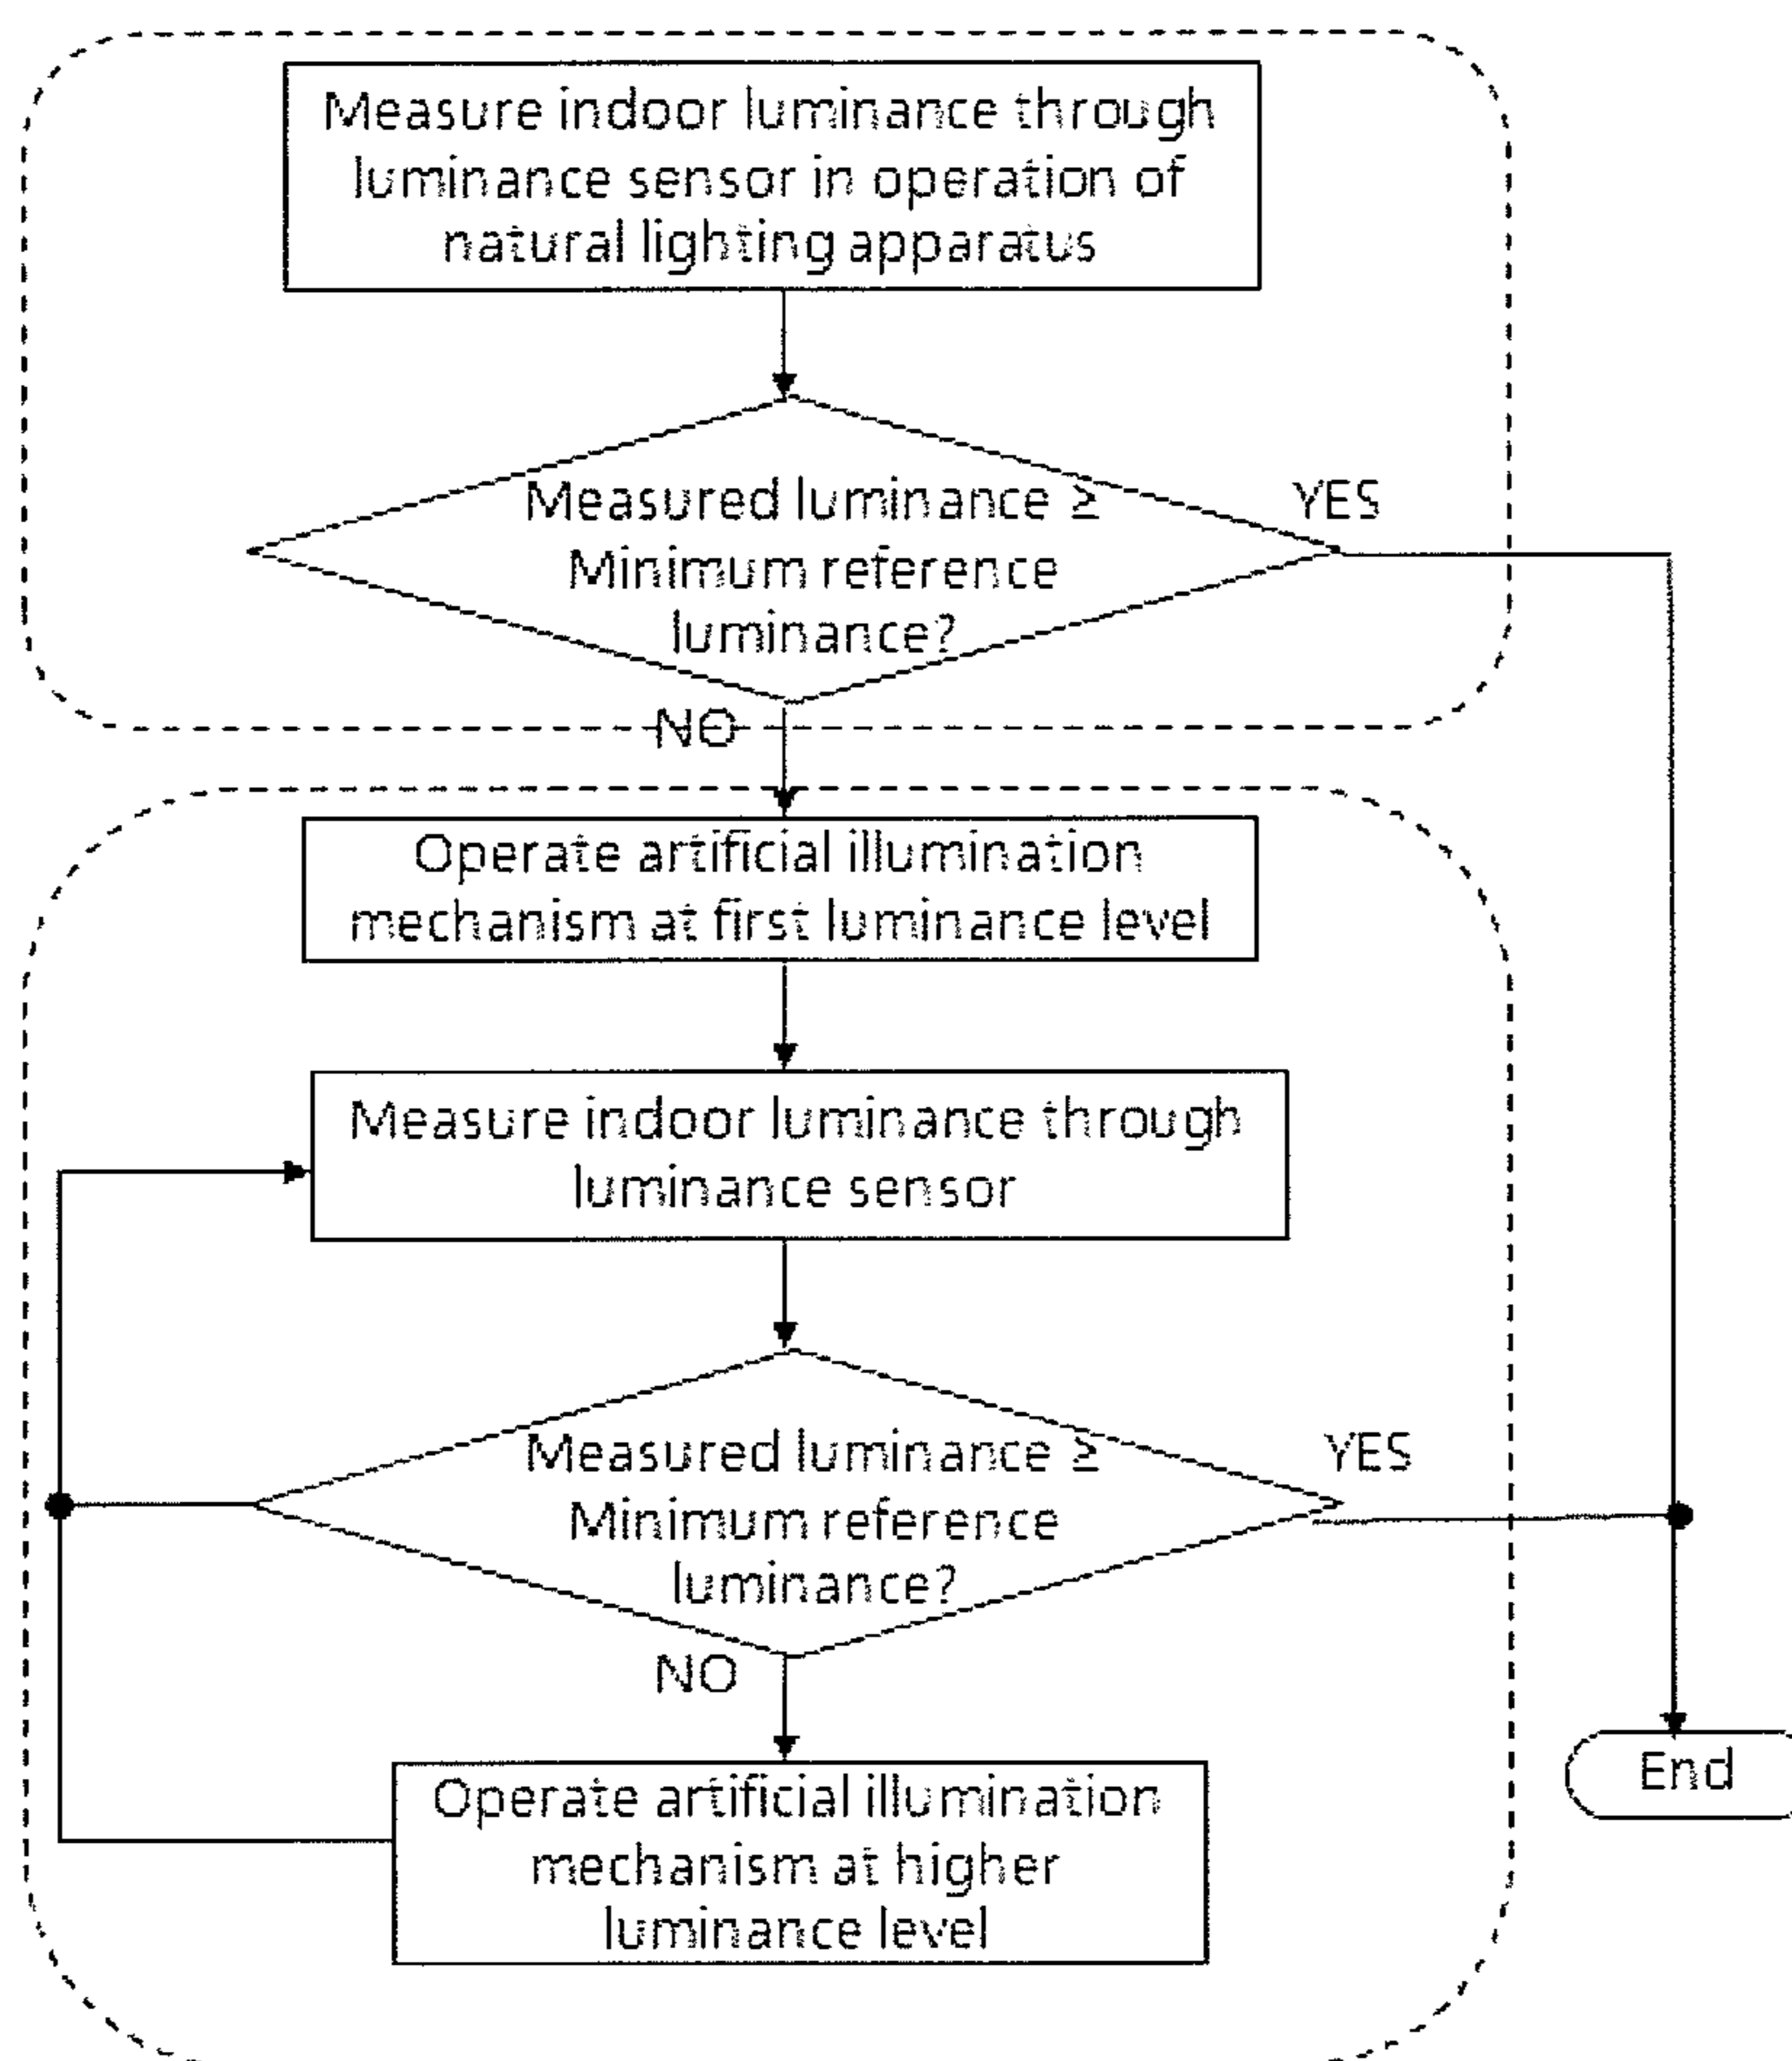 Measure indoor luminance through
luminance sensor in operation of
natural lighting apparatus
Measured luminance ≥
Minimum reference
luminance?
YES
NO
Operate artificial illumination
mechanism at first luminance level
Measure indoor luminance through
luminance sensor
Measured luminance ≥
Minimum reference
luminance?
YES
NO
Operate artificial illumination
mechanism at higher
luminance level
End